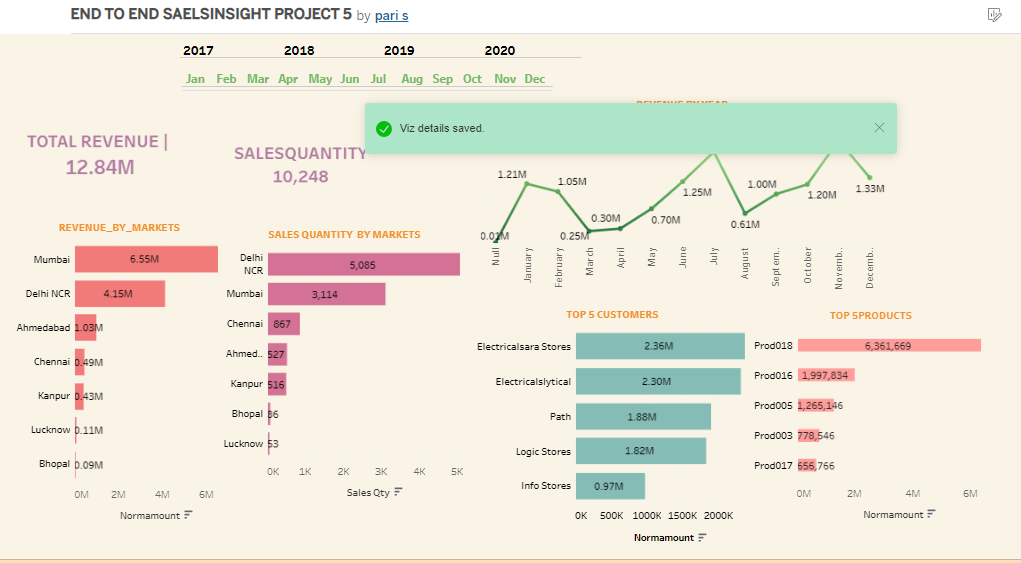 END TO END SAELSINSIGHT PROJECT 5 by pari s
2017 2018 2019 2020
Jan Feb Mar Apr May Jun Jul Aug Sep Oct Nov Dec
Viz details saved.
TOTAL REVENUE |
12.84M
SALESQUANTITY
10,248
REVENUE BY YEAR
1.21M
1.05M
0.01M
0.25M
0.30M
0.70M
1.25M
0.61M
1.00M
1.20M
1.33M
Null
January
February
March
April
May
June
July
August
Septem..
October
Novemb..
Decemb..
REVENUE_BY_MARKETS
Mumbai 6.55M
Delhi NCR 4.15M
Ahmedabad 1.03M
Chennai 0.49M
Kanpur 0.43M
Lucknow 0.11M
Bhopal 0.09M
0M 2M 4M 6M
Normamount
SALES QUANTITY BY MARKETS
Delhi
NCR 5,085
Mumbai 3,114
Chennai 867
Ahmed.. 527
Kanpur 516
Bhopal 86
Lucknow 53
0K 1K 2K 3K 4K 5K
Sales Qty
TOP 5 CUSTOMERS
Electricalsara Stores 2.36M
Electricalslytical 2.30M
Path 1.88M
Logic Stores 1.82M
Info Stores 0.97M
0K 500K 1000K 1500K 2000K
Normamount
TOP 5PRODUCTS
Prod018 6,361,669
Prod016 1,997,834
Prod005 1,265,146
Prod003 778,546
Prod017 656,766
0M 2M 4M 6M
Normamount